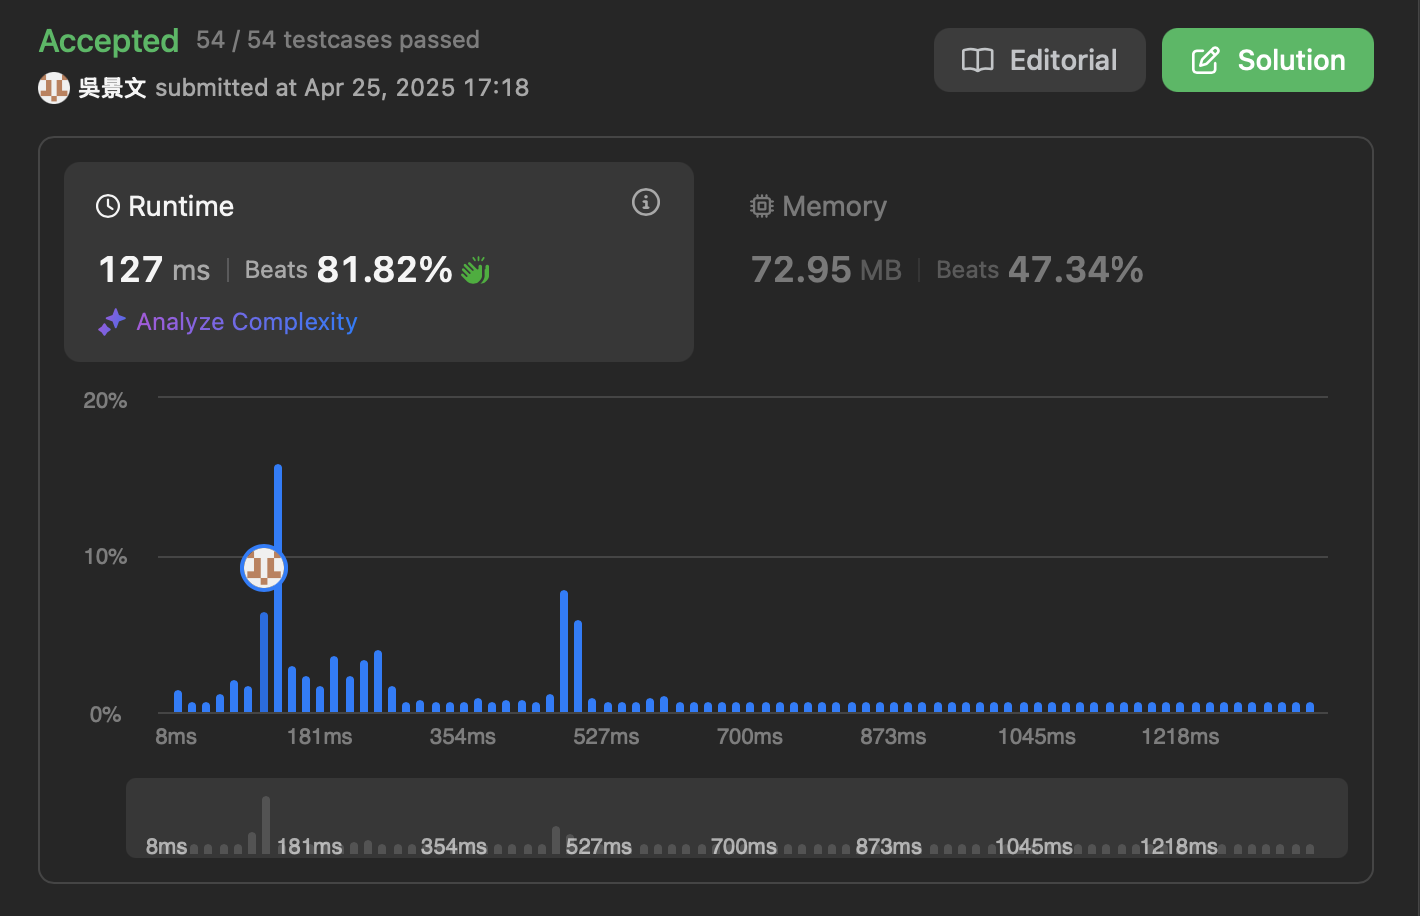 Accepted 54 / 54 testcases passed
吳景文 submitted at Apr 25, 2025 17:18
Editorial
Solution
Runtime
127 ms | Beats 81.82%
Analyze Complexity
Memory
72.95 MB | Beats 47.34%
20%
10%
0%
8ms 181ms 354ms 527ms 700ms 873ms 1045ms 1218ms
8ms 181ms 354ms 527ms 700ms 873ms 1045ms 1218ms